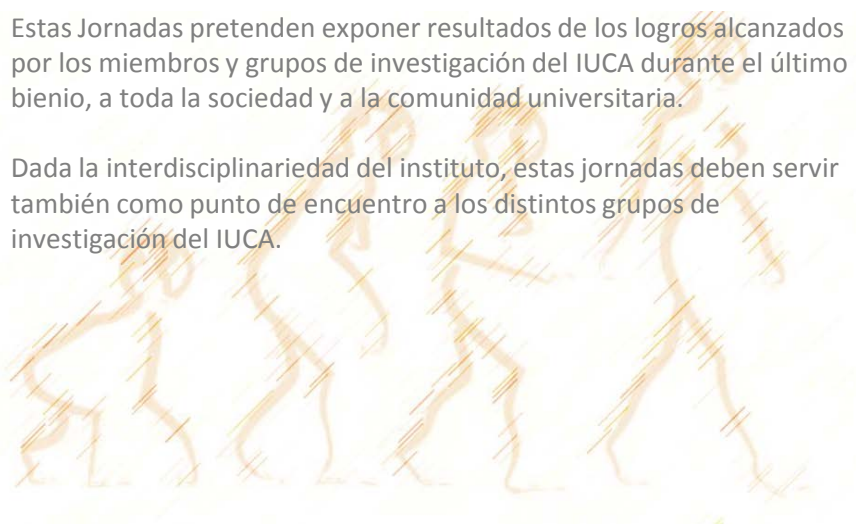 Estas Jornadas pretenden exponer resultados de los logros alcanzados
por los miembros y grupos de investigación del IUCA durante el último
bienio, a toda la sociedad y a la comunidad universitaria.
Dada la interdisciplinariedad del instituto, estas jornadas deben servir
también como punto de encuentro a los distintos grupos de
investigación del IUCA.